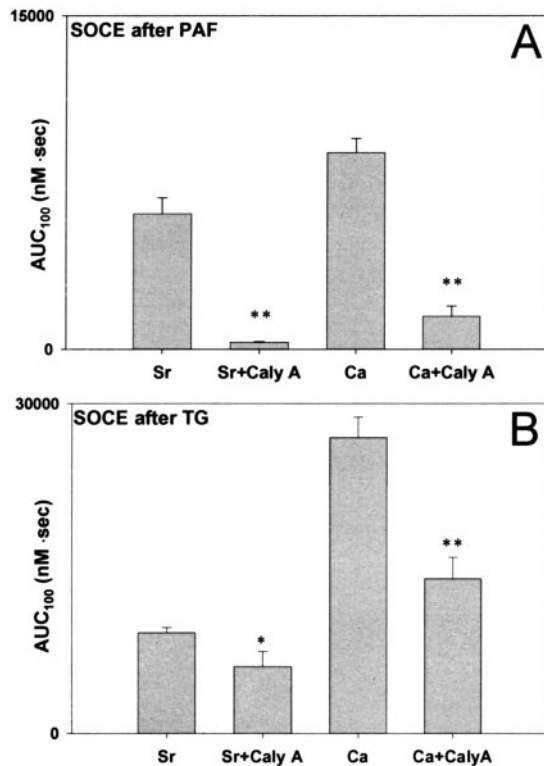 15000
SOCE after PAF
A
AUC₁₀₀ (nM ·sec)
**
**
0
Sr Sr+Caly A Ca Ca+Caly A
30000
SOCE after TG
B
AUC₁₀₀ (nM ·sec)
**
*
0
Sr Sr+Caly A Ca Ca+CalyA